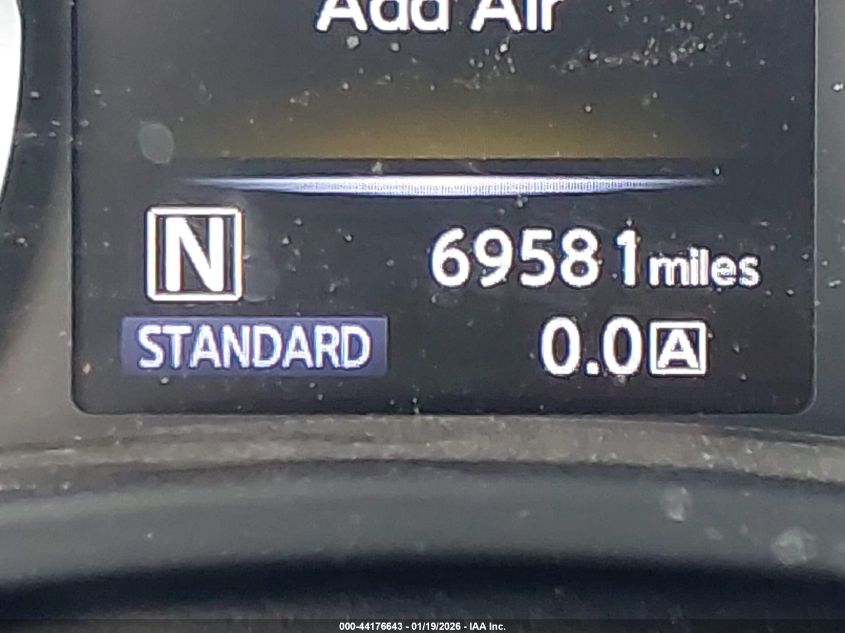 Add Air
N 69581 miles
STANDARD 0.0 A
000-44176643 - 01/19/2026 - IAA Inc.